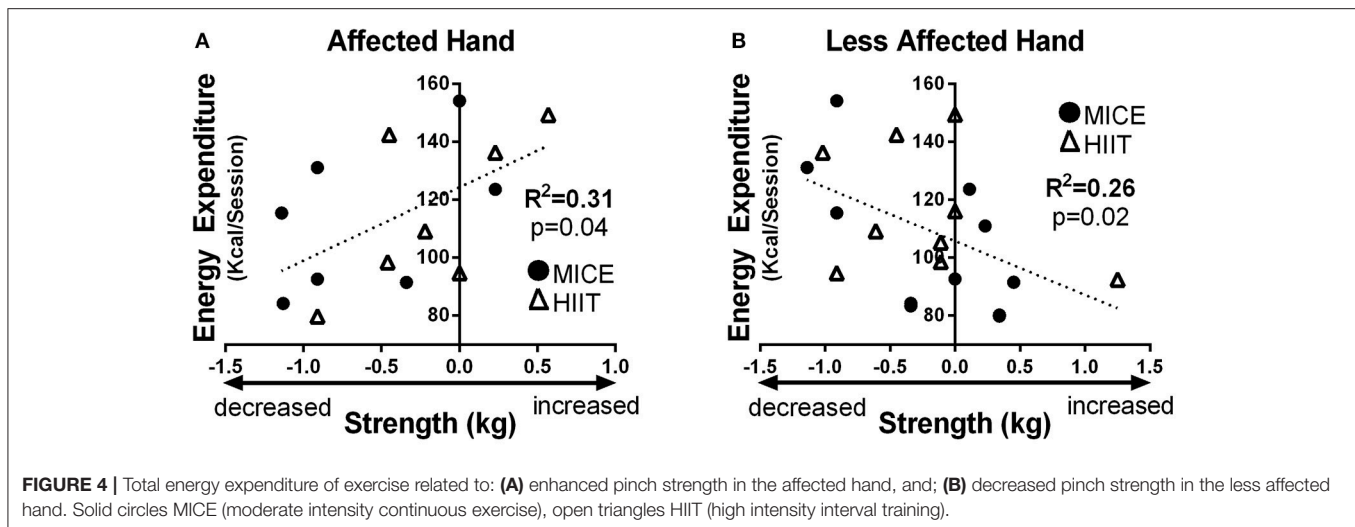 A Affected Hand
Energy Expenditure
(Kcal/Session)
160
140
120
100
80
R²=0.31
p=0.04
MICE
HIIT
-1.5 -1.0 -0.5 0.0 0.5 1.0
decreased increased
Strength (kg)
B Less Affected Hand
Energy Expenditure
(Kcal/Session)
160
140
120
100
80
MICE
HIIT
R²=0.26
p=0.02
-1.5 -1.0 -0.5 0.0 0.5 1.0 1.5
decreased increased
Strength (kg)
FIGURE 4 | Total energy expenditure of exercise related to: (A) enhanced pinch strength in the affected hand, and; (B) decreased pinch strength in the less affected
hand. Solid circles MICE (moderate intensity continuous exercise), open triangles HIIT (high intensity interval training).